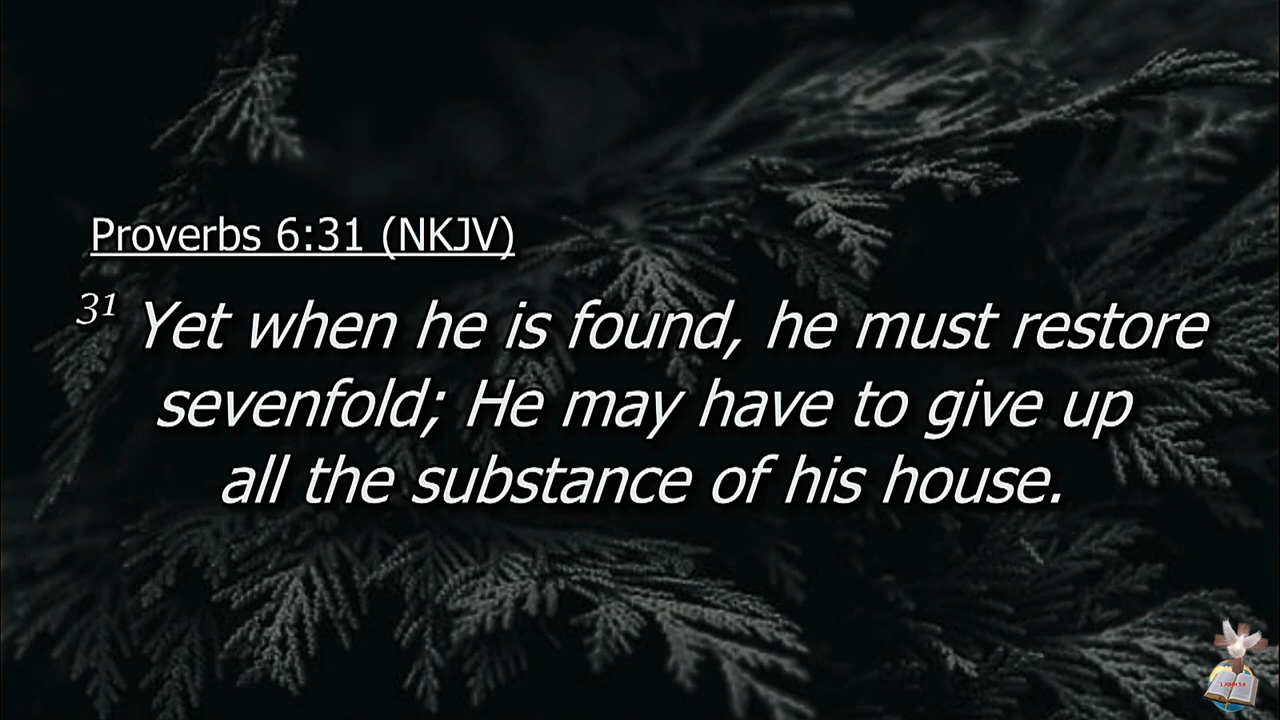 Proverbs 6:31 (NKJV)
31 Yet when he is found, he must restore
sevenfold; He may have to give up
all the substance of his house.